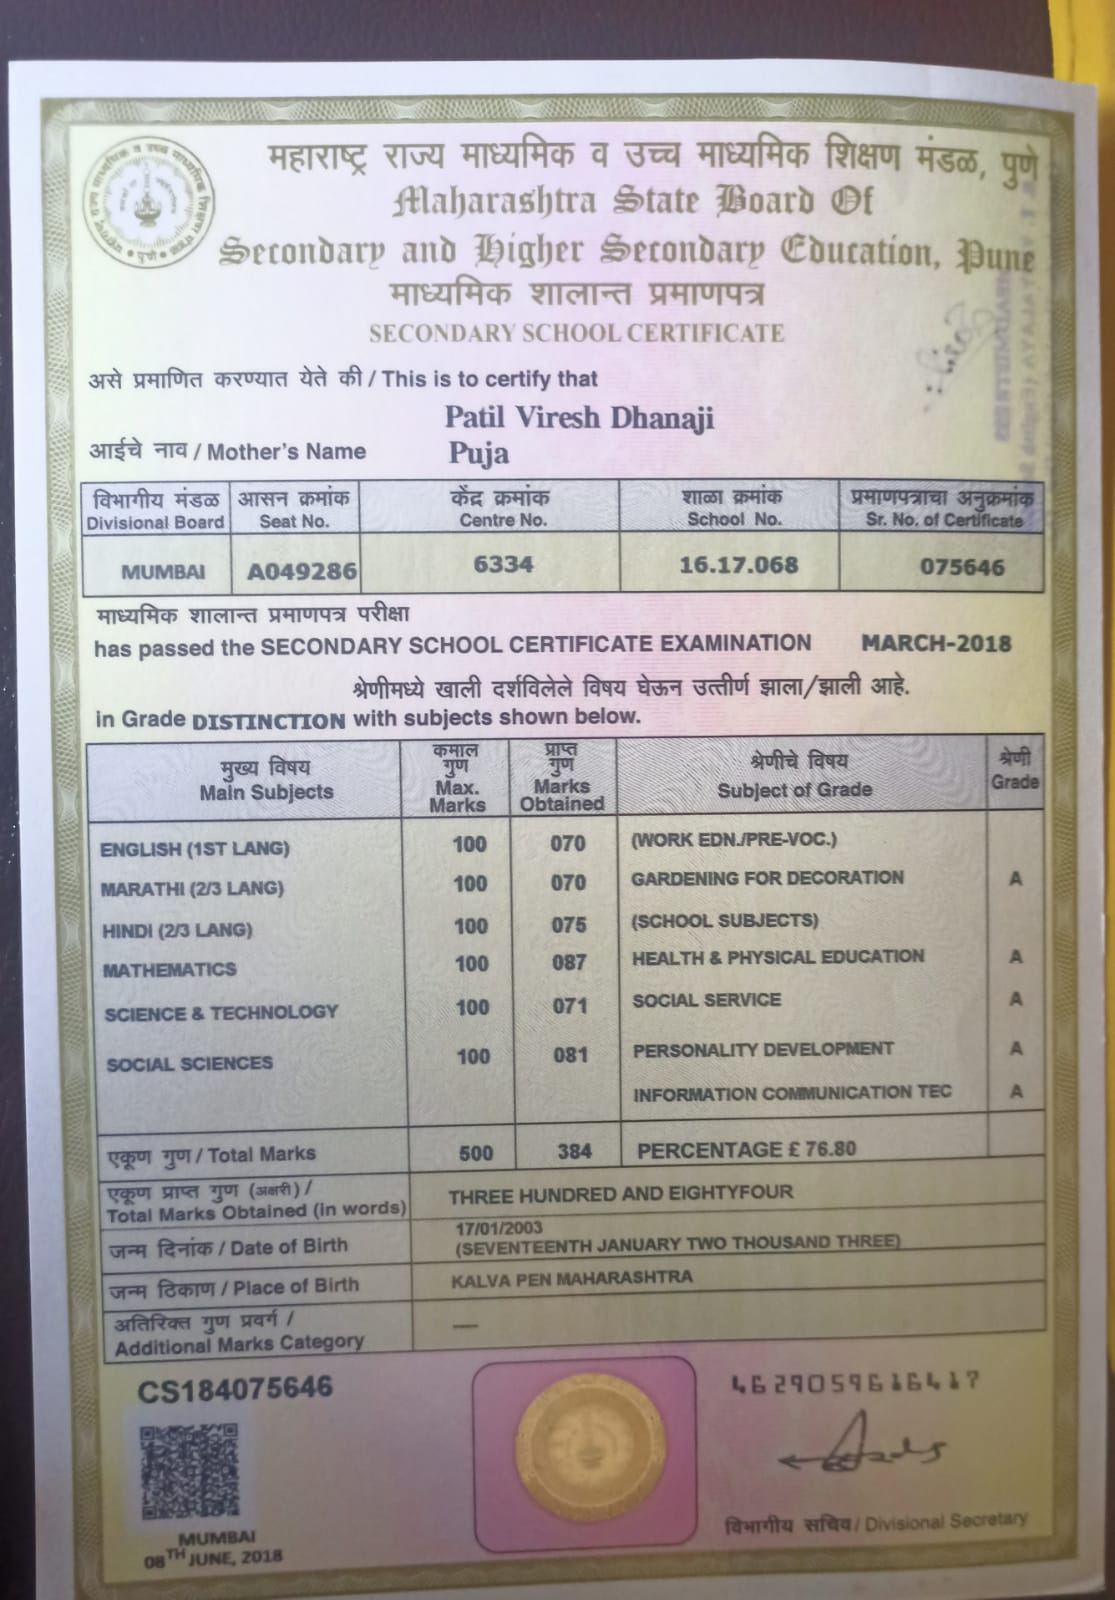 महाराष्ट्र राज्य माध्यमिक व उच्च माध्यमिक शिक्षण मंडळ, पुणे
Maharashtra State Board Of
Secondary and Higher Secondary Education, Pune
माध्यमिक शालान्त प्रमाणपत्र
SECONDARY SCHOOL CERTIFICATE
असे प्रमाणित करण्यात येते की / This is to certify that
Patil Viresh Dhanaji
आईचे नाव / Mother's Name Puja
विभागीय मंडळ आसन क्रमांक केंद्र क्रमांक शाळा क्रमांक प्रमाणपत्राचा अनुक्रमांक
Divisional Board Seat No. Centre No. School No. Sr. No. of Certificate
MUMBAI A049286 6334 16.17.068 075646
माध्यमिक शालान्त प्रमाणपत्र परीक्षा
has passed the SECONDARY SCHOOL CERTIFICATE EXAMINATION MARCH-2018
श्रेणीमध्ये खाली दर्शविलेले विषय घेऊन उत्तीर्ण झाला/झाली आहे.
in Grade DISTINCTION with subjects shown below.
मुख्य विषय कमाल गुण प्राप्त गुण श्रेणीचे विषय श्रेणी
Main Subjects Max. Marks Marks Obtained Subject of Grade Grade
ENGLISH (1ST LANG) 100 070 (WORK EDN./PRE-VOC.)
MARATHI (2/3 LANG) 100 070 GARDENING FOR DECORATION A
HINDI (2/3 LANG) 100 075 (SCHOOL SUBJECTS)
MATHEMATICS 100 087 HEALTH & PHYSICAL EDUCATION A
SCIENCE & TECHNOLOGY 100 071 SOCIAL SERVICE A
SOCIAL SCIENCES 100 081 PERSONALITY DEVELOPMENT A
INFORMATION COMMUNICATION TEC A
एकूण गुण / Total Marks 500 384 PERCENTAGE £ 76.80
एकूण प्राप्त गुण (अक्षरी) /
Total Marks Obtained (in words) THREE HUNDRED AND EIGHTYFOUR
17/01/2003
जन्म दिनांक / Date of Birth (SEVENTEENTH JANUARY TWO THOUSAND THREE)
जन्म ठिकाण / Place of Birth KALVA PEN MAHARASHTRA
अतिरिक्त गुण प्रवर्ग /
Additional Marks Category —
CS184075646
4629059616417
MUMBAI
08TH JUNE, 2018
विभागीय सचिव / Divisional Secretary